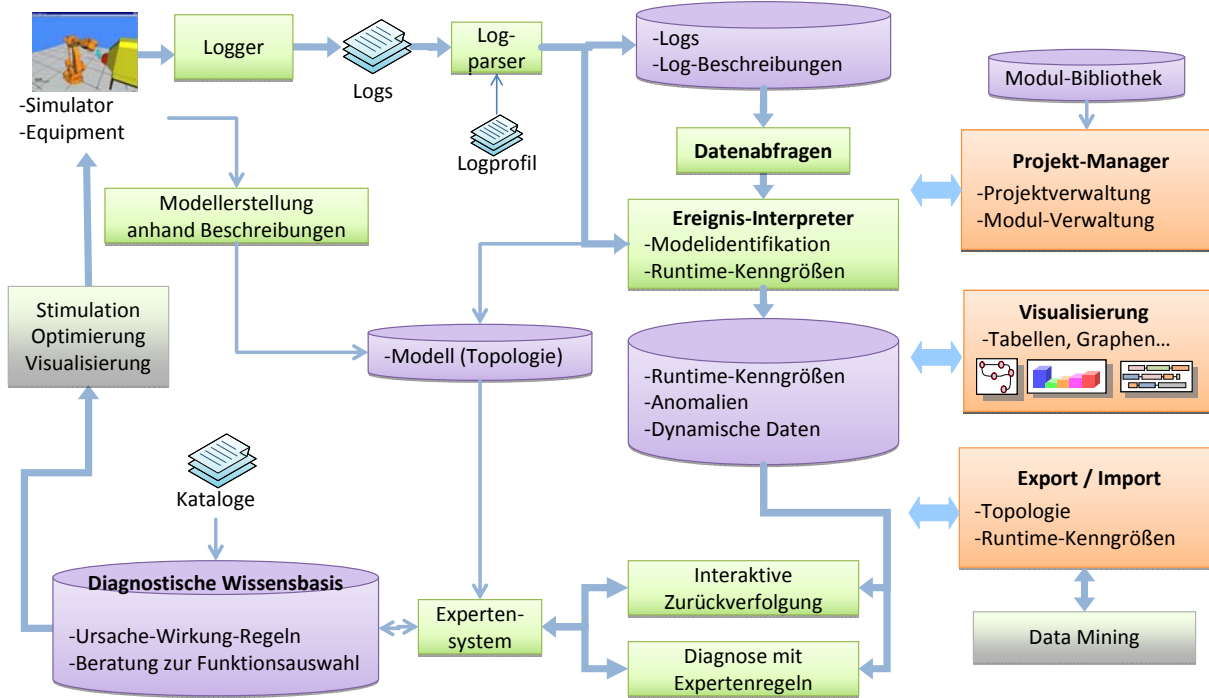 Logger
Logs
Log-
parser
-Logs
-Log-Beschreibungen
Modul-Bibliothek
-Simulator
-Equipment
Logprofil
Datenabfragen
Projekt-Manager
-Projektverwaltung
-Modul-Verwaltung
Modellerstellung
anhand Beschreibungen
Ereignis-Interpreter
-Modelidentifikation
-Runtime-Kenngrößen
Stimulation
Optimierung
Visualisierung
-Modell (Topologie)
-Runtime-Kenngrößen
-Anomalien
-Dynamische Daten
Visualisierung
-Tabellen, Graphen...
Kataloge
Export / Import
-Topologie
-Runtime-Kenngrößen
Diagnostische Wissensbasis
-Ursache-Wirkung-Regeln
-Beratung zur Funktionsauswahl
Experten-
system
Interaktive
Zurückverfolgung
Diagnose mit
Expertenregeln
Data Mining